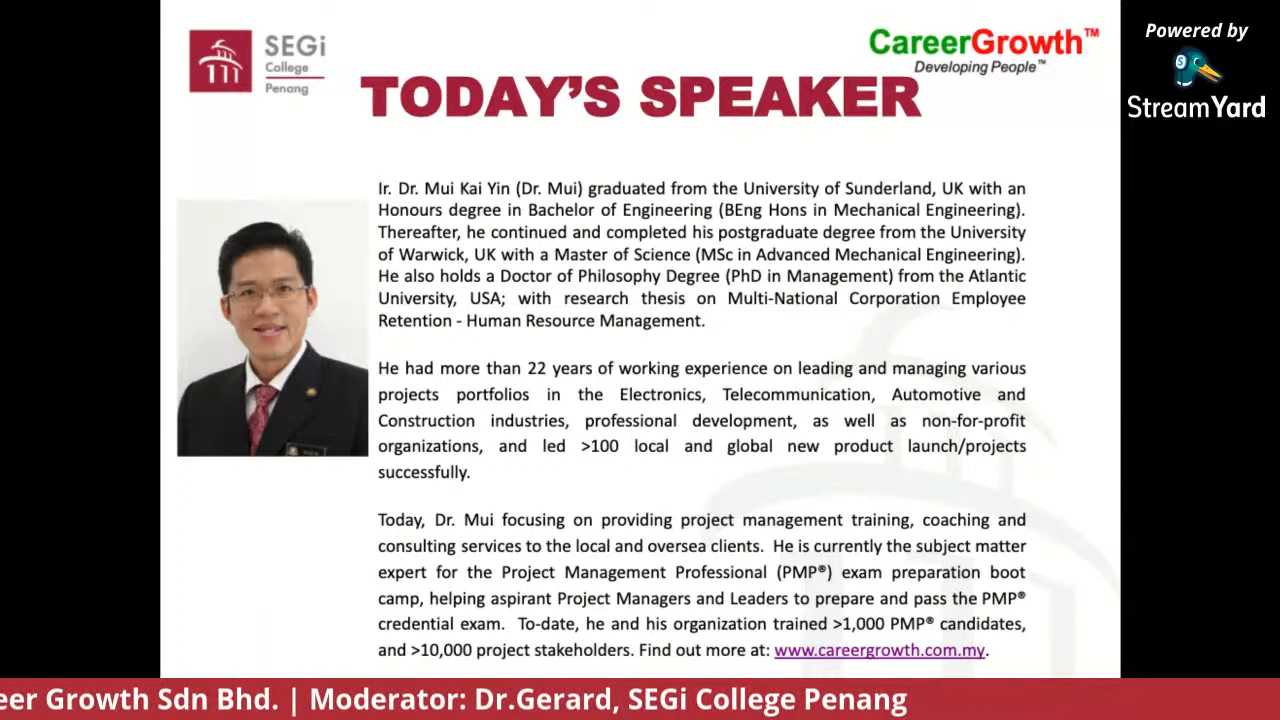 SEGi
College
Penang
CareerGrowth™
Developing People™
Powered by
StreamYard
TODAY'S SPEAKER
Ir. Dr. Mui Kai Yin (Dr. Mui) graduated from the University of Sunderland, UK with an
Honours degree in Bachelor of Engineering (BEng Hons in Mechanical Engineering).
Thereafter, he continued and completed his postgraduate degree from the University
of Warwick, UK with a Master of Science (MSc in Advanced Mechanical Engineering).
He also holds a Doctor of Philosophy Degree (PhD in Management) from the Atlantic
University, USA; with research thesis on Multi-National Corporation Employee
Retention - Human Resource Management.
He had more than 22 years of working experience on leading and managing various
projects portfolios in the Electronics, Telecommunication, Automotive and
Construction industries, professional development, as well as non-for-profit
organizations, and led >100 local and global new product launch/projects
successfully.
Today, Dr. Mui focusing on providing project management training, coaching and
consulting services to the local and oversea clients. He is currently the subject matter
expert for the Project Management Professional (PMP®) exam preparation boot
camp, helping aspirant Project Managers and Leaders to prepare and pass the PMP®
credential exam. To-date, he and his organization trained >1,000 PMP® candidates,
and >10,000 project stakeholders. Find out more at: www.careergrowth.com.my.
eer Growth Sdn Bhd. | Moderator: Dr.Gerard, SEGi College Penang